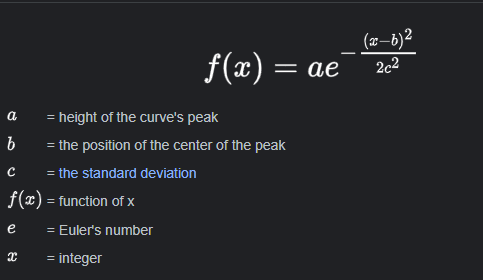 f(x) = ae^{-\frac{(x-b)^2}{2c^2}}
a = height of the curve's peak
b = the position of the center of the peak
c = the standard deviation
f(x) = function of x
e = Euler's number
x = integer